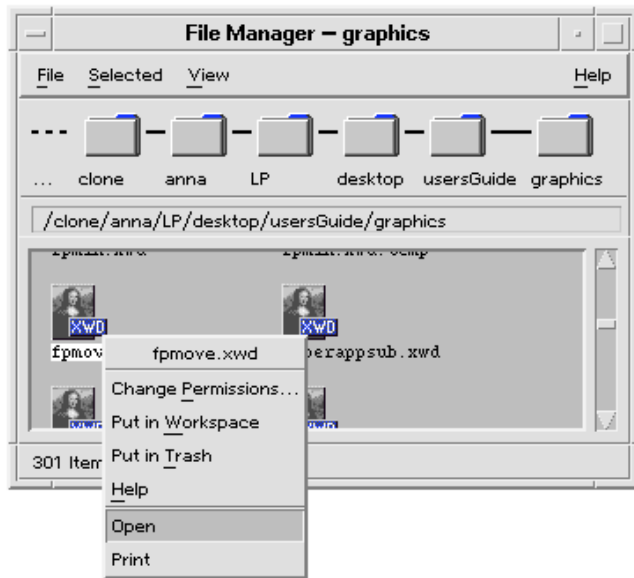 File Manager – graphics
File Selected View Help
... clone anna LP desktop usersGuide graphics
/clone/anna/LP/desktop/usersGuide/graphics
XWD XWD
fpmov erappsub.xwd
fpmove.xwd
Change Permissions...
Put in Workspace
Put in Trash
301 Item
Help
Open
Print